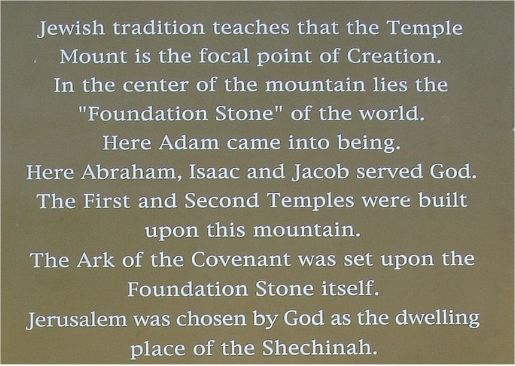 Jewish tradition teaches that the Temple
Mount is the focal point of Creation.
In the center of the mountain lies the
"Foundation Stone" of the world.
Here Adam came into being.
Here Abraham, Isaac and Jacob served God.
The First and Second Temples were built
upon this mountain.
The Ark of the Covenant was set upon the
Foundation Stone itself.
Jerusalem was chosen by God as the dwelling
place of the Shechinah.